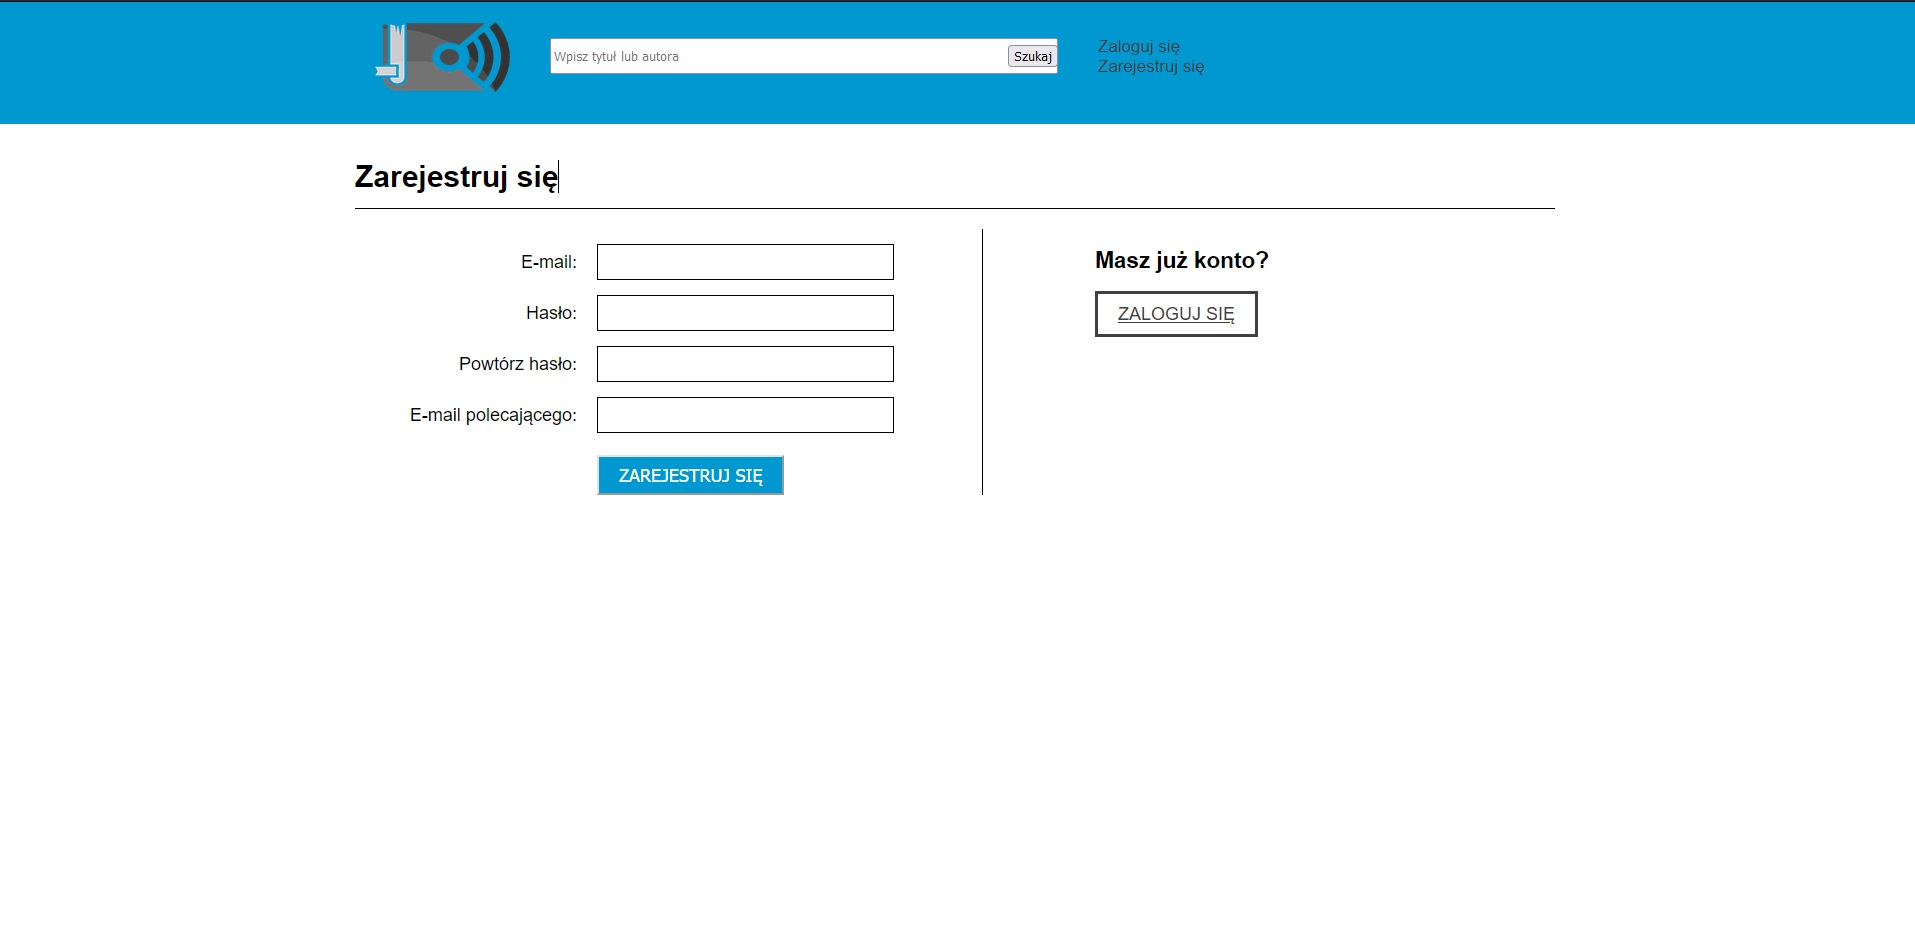 Wpisz tytuł lub autora
Szukaj
Zaloguj się
Zarejestruj się
Zarejestruj się
E-mail:
Hasło:
Powtórz hasło:
E-mail polecającego:
ZAREJESTRUJ SIĘ
Masz już konto?
ZALOGUJ SIĘ